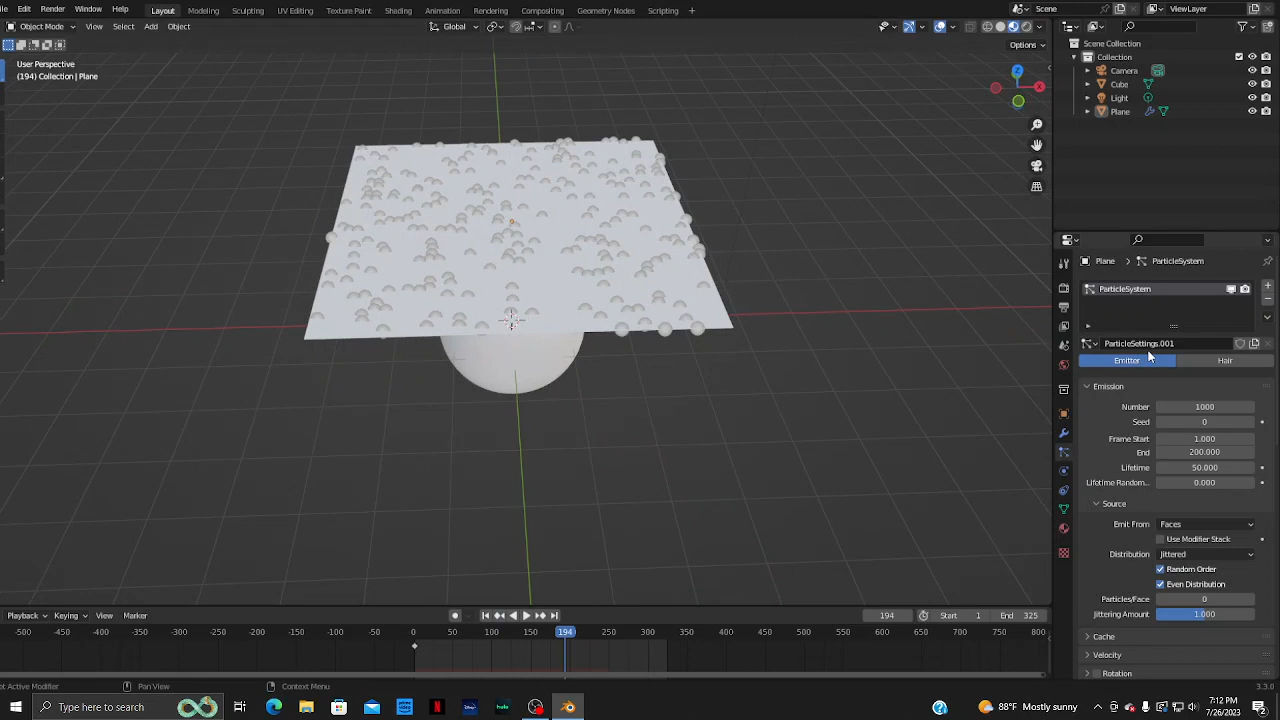 File Edit Render Window Help Layout Modeling Sculpting UV Editing Texture Paint Shading Animation Rendering Compositing Geometry Nodes Scripting + Scene ViewLayer
Object Mode View Select Add Object Global
Options
User Perspective
(194) Collection | Plane
Z
X
Scene Collection
Collection
Camera
Cube
Light
Plane
Plane > ParticleSystem
ParticleSystem
ParticleSettings.001
Emitter Hair
Emission
Number 1000
Seed 0
Frame Start 1.000
End 200.000
Lifetime 50.000
Lifetime Random... 0.000
Source
Emit From Faces
Use Modifier Stack
Distribution Jittered
Random Order
Even Distribution
Particles/Face 0
Jittering Amount 1.000
Cache
Velocity
Rotation
Playback Keying View Marker 194 Start 1 End 325
-500 -450 -400 -350 -300 -250 -200 -150 -100 -50 0 50 100 150 194 250 300 350 400 450 500 550 600 650 700 750 800
et Active Modifier Pan View Context Menu 3.3.0
Type here to search
prime video
hulu
78°F Mostly sunny
7:12 PM
7/26/2023